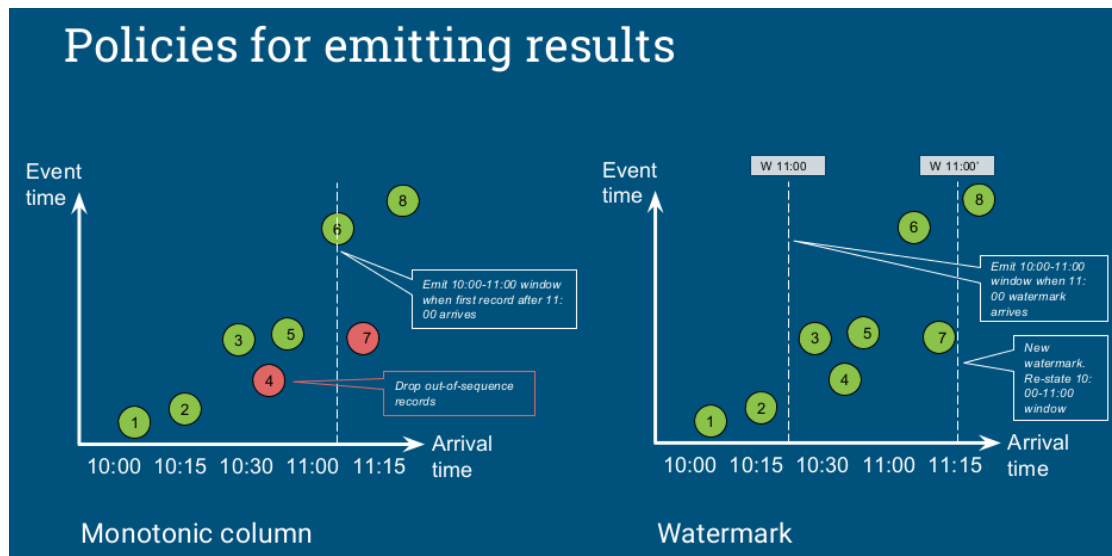 Policies for emitting results
Event
time
8
6
Emit 10:00-11:00 window
when first record after 11:
00 arrives
3
5
7
4
Drop out-of-sequence
records
1
2
Arrival
time
10:00 10:15 10:30 11:00 11:15
Monotonic column
W 11:00
W 11:00'
Event
time
8
6
Emit 10:00-11:00
window when 11:
00 watermark
arrives
3
5
7
4
New
watermark.
Re-state 10:
00-11:00
window
1
2
Arrival
time
10:00 10:15 10:30 11:00 11:15
Watermark